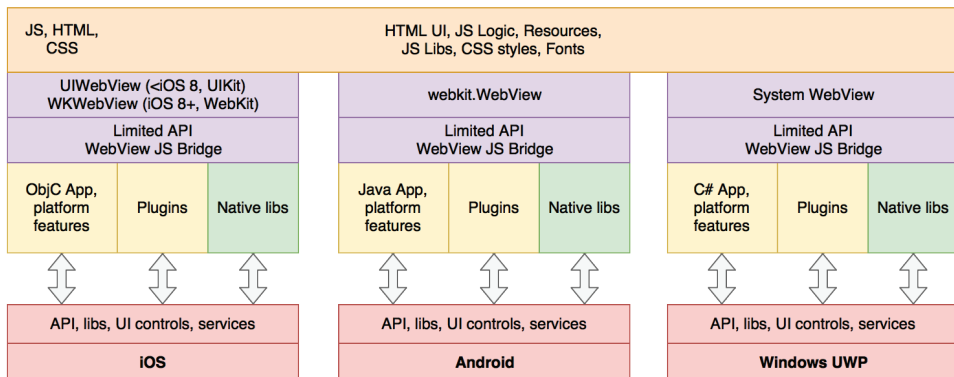 JS, HTML,
CSS
HTML UI, JS Logic, Resources,
JS Libs, CSS styles, Fonts
UIWebView (<iOS 8, UIKit)
WKWebView (iOS 8+, WebKit)
webkit.WebView
System WebView
Limited API
WebView JS Bridge
Limited API
WebView JS Bridge
Limited API
WebView JS Bridge
ObjC App,
platform
features
Plugins
Native libs
Java App,
platform
features
Plugins
Native libs
C# App,
platform
features
Plugins
Native libs
API, libs, UI controls, services
API, libs, UI controls, services
API, libs, UI controls, services
iOS
Android
Windows UWP